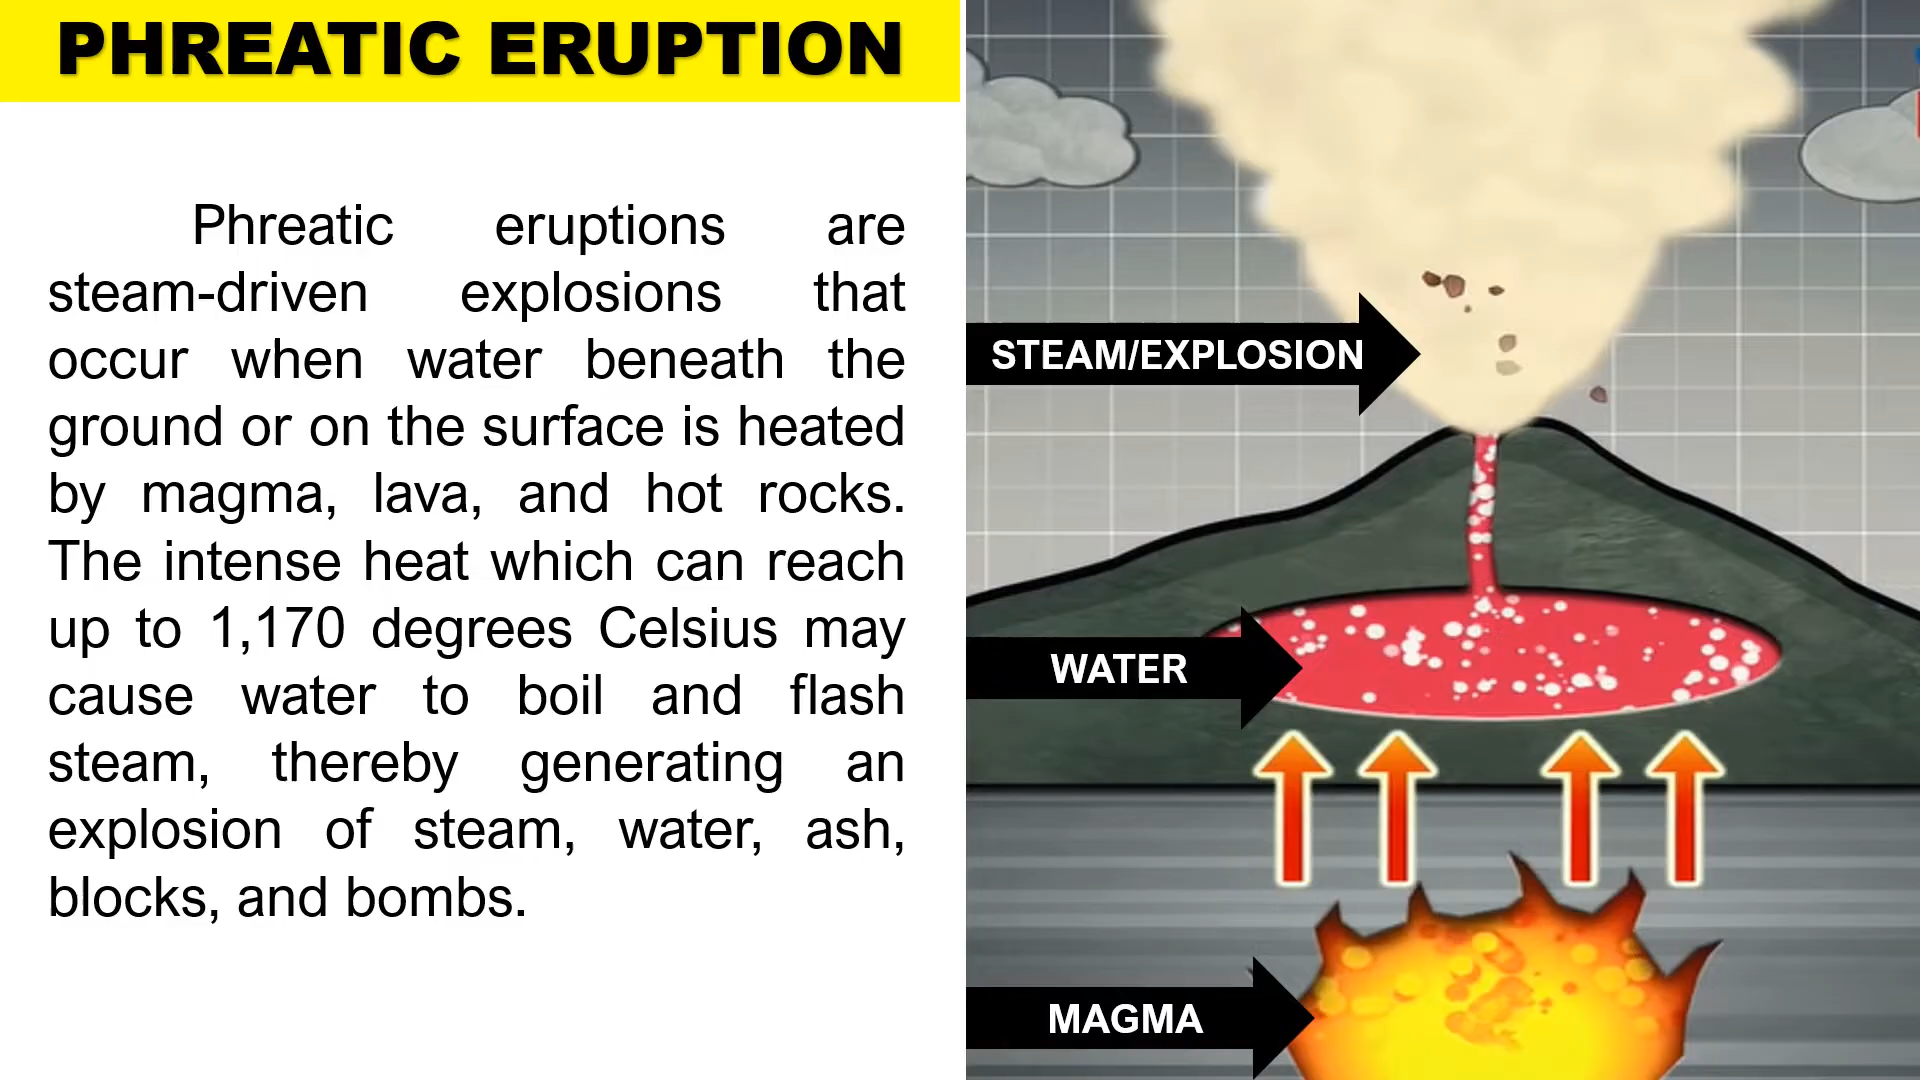 PHREATIC ERUPTION
Phreatic eruptions are
steam-driven explosions that
occur when water beneath the
ground or on the surface is heated
by magma, lava, and hot rocks.
The intense heat which can reach
up to 1,170 degrees Celsius may
cause water to boil and flash
steam, thereby generating an
explosion of steam, water, ash,
blocks, and bombs.
STEAM/EXPLOSION
WATER
MAGMA